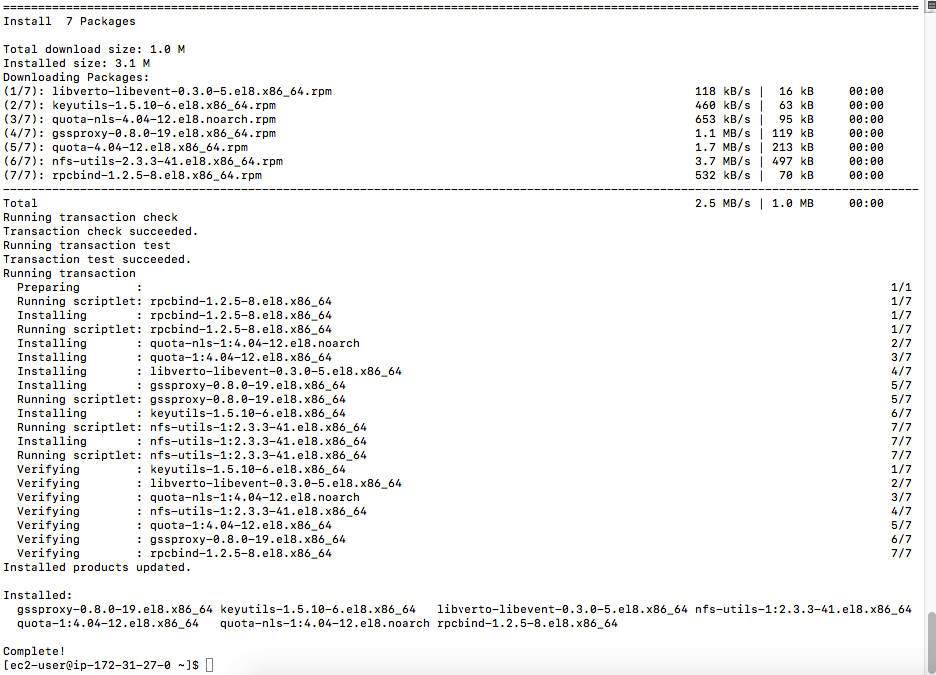 ================================================================================
Install  7 Packages

Total download size: 1.0 M
Installed size: 3.1 M
Downloading Packages:
(1/7): libverto-libevent-0.3.0-5.el8.x86_64.rpm                                                    118 kB/s |  16 kB     00:00
(2/7): keyutils-1.5.10-6.el8.x86_64.rpm                                                            460 kB/s |  63 kB     00:00
(3/7): quota-nls-4.04-12.el8.noarch.rpm                                                            653 kB/s |  95 kB     00:00
(4/7): gssproxy-0.8.0-19.el8.x86_64.rpm                                                            1.1 MB/s | 119 kB     00:00
(5/7): quota-4.04-12.el8.x86_64.rpm                                                                1.7 MB/s | 213 kB     00:00
(6/7): nfs-utils-2.3.3-41.el8.x86_64.rpm                                                           3.7 MB/s | 497 kB     00:00
(7/7): rpcbind-1.2.5-8.el8.x86_64.rpm                                                              532 kB/s |  70 kB     00:00
--------------------------------------------------------------------------------
Total                                                                                              2.5 MB/s | 1.0 MB     00:00
Running transaction check
Transaction check succeeded.
Running transaction test
Transaction test succeeded.
Running transaction
  Preparing        :                                                                                                           1/1
  Running scriptlet: rpcbind-1.2.5-8.el8.x86_64                                                                                1/7
  Installing       : rpcbind-1.2.5-8.el8.x86_64                                                                                1/7
  Running scriptlet: rpcbind-1.2.5-8.el8.x86_64                                                                                1/7
  Installing       : quota-nls-1:4.04-12.el8.noarch                                                                            2/7
  Installing       : quota-1:4.04-12.el8.x86_64                                                                                3/7
  Installing       : libverto-libevent-0.3.0-5.el8.x86_64                                                                      4/7
  Installing       : gssproxy-0.8.0-19.el8.x86_64                                                                              5/7
  Running scriptlet: gssproxy-0.8.0-19.el8.x86_64                                                                              5/7
  Installing       : keyutils-1.5.10-6.el8.x86_64                                                                              6/7
  Running scriptlet: nfs-utils-1:2.3.3-41.el8.x86_64                                                                           7/7
  Installing       : nfs-utils-1:2.3.3-41.el8.x86_64                                                                           7/7
  Running scriptlet: nfs-utils-1:2.3.3-41.el8.x86_64                                                                           7/7
  Verifying        : keyutils-1.5.10-6.el8.x86_64                                                                              1/7
  Verifying        : libverto-libevent-0.3.0-5.el8.x86_64                                                                      2/7
  Verifying        : quota-nls-1:4.04-12.el8.noarch                                                                            3/7
  Verifying        : nfs-utils-1:2.3.3-41.el8.x86_64                                                                           4/7
  Verifying        : quota-1:4.04-12.el8.x86_64                                                                                5/7
  Verifying        : gssproxy-0.8.0-19.el8.x86_64                                                                              6/7
  Verifying        : rpcbind-1.2.5-8.el8.x86_64                                                                                7/7
Installed products updated.

Installed:
  gssproxy-0.8.0-19.el8.x86_64 keyutils-1.5.10-6.el8.x86_64   libverto-libevent-0.3.0-5.el8.x86_64 nfs-utils-1:2.3.3-41.el8.x86_64
  quota-1:4.04-12.el8.x86_64   quota-nls-1:4.04-12.el8.noarch rpcbind-1.2.5-8.el8.x86_64

Complete!
[ec2-user@ip-172-31-27-0 ~]$